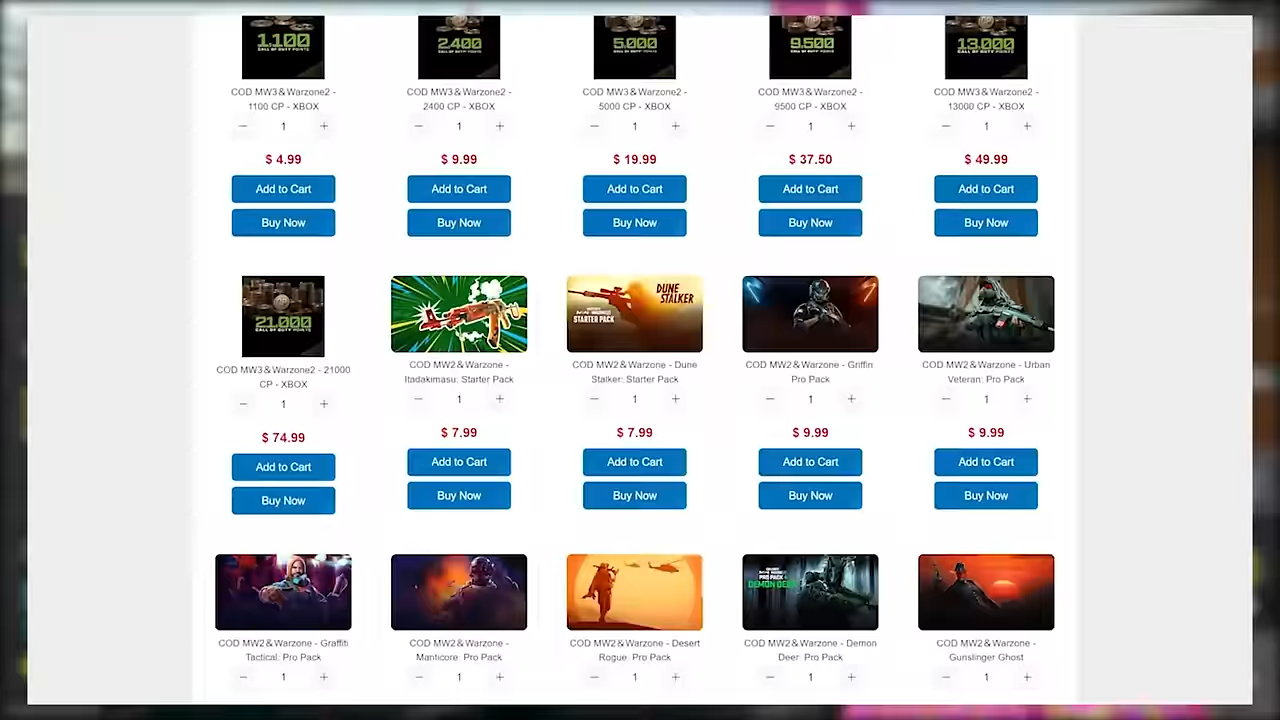 1,100
CALL OF DUTY POINTS
2,400
CALL OF DUTY POINTS
5,000
CALL OF DUTY POINTS
9,500
CALL OF DUTY POINTS
13,000
CALL OF DUTY POINTS
COD MW3 & Warzone2 -
1100 CP - XBOX
COD MW3 & Warzone2 -
2400 CP - XBOX
COD MW3 & Warzone2 -
5000 CP - XBOX
COD MW3 & Warzone2 -
9500 CP - XBOX
COD MW3 & Warzone2 -
13000 CP - XBOX
− 1 +
− 1 +
− 1 +
− 1 +
− 1 +
$ 4.99
$ 9.99
$ 19.99
$ 37.50
$ 49.99
Add to Cart
Add to Cart
Add to Cart
Add to Cart
Add to Cart
Buy Now
Buy Now
Buy Now
Buy Now
Buy Now
21,000
CALL OF DUTY POINTS
DUNE
STALKER
STARTER PACK
COD MW3 & Warzone2 - 21000
CP - XBOX
COD MW2 & Warzone -
Itadakimasu: Starter Pack
COD MW2 & Warzone - Dune
Stalker: Starter Pack
COD MW2 & Warzone - Griffin
Pro Pack
COD MW2 & Warzone - Urban
Veteran: Pro Pack
− 1 +
− 1 +
− 1 +
− 1 +
− 1 +
$ 74.99
$ 7.99
$ 7.99
$ 9.99
$ 9.99
Add to Cart
Add to Cart
Add to Cart
Add to Cart
Add to Cart
Buy Now
Buy Now
Buy Now
Buy Now
Buy Now
PRO PACK
DEMON DEER
COD MW2 & Warzone - Graffiti
Tactical: Pro Pack
COD MW2 & Warzone -
Manticore: Pro Pack
COD MW2 & Warzone - Desert
Rogue: Pro Pack
COD MW2 & Warzone - Demon
Deer: Pro Pack
COD MW2 & Warzone -
Gunslinger Ghost
− 1 +
− 1 +
− 1 +
− 1 +
− 1 +